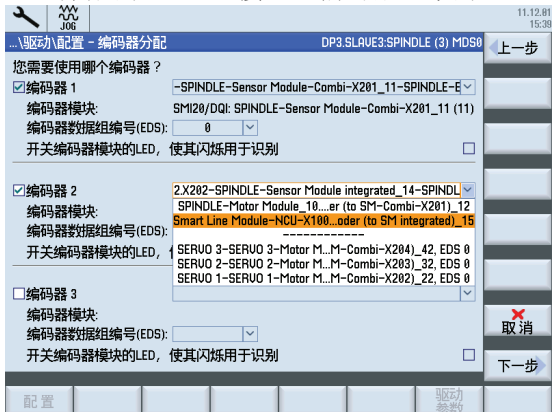 JOG
11.12.81
15:39
...\驱动\配置 - 编码器分配
DP3.SLAVE3:SPINDLE (3) MDS0
上一步
您需要使用哪个编码器？
编码器 1
-SPINDLE-Sensor Module-Combi-X201_11-SPINDLE-E
编码器模块:
SMI20/DQI: SPINDLE-Sensor Module-Combi-X201_11 (11)
编码器数据组编号(EDS):
0
开关编码器模块的LED, 使其闪烁用于识别
编码器 2
2.X202-SPINDLE-Sensor Module integrated_14-SPINDL
SPINDLE-Motor Module_10....er (to SM-Combi-X201)_12
编码器模块:
Smart Line Module-NCU-X100...oder (to SM integrated)_15
编码器数据组编号(EDS):
------------
开关编码器模块的LED,
SERVO 3-SERVO 3-Motor M...M-Combi-X204)_42, EDS 0
SERVO 2-SERVO 2-Motor M...M-Combi-X203)_32, EDS 0
SERVO 1-SERVO 1-Motor M...M-Combi-X202)_22, EDS 0
编码器 3
编码器模块:
编码器数据组编号(EDS):
开关编码器模块的LED, 使其闪烁用于识别
取消
下一步
配置
驱动
参数